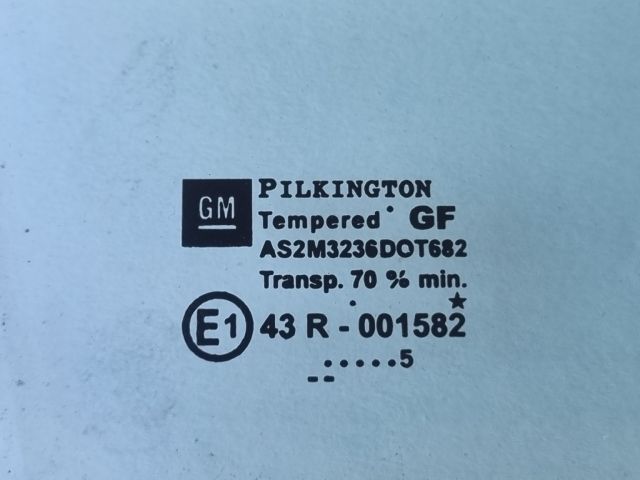 GM
PILKINGTON
Tempered GF
AS2M3236DOT682
Transp. 70 % min.
E1 43 R - 001582
.....5